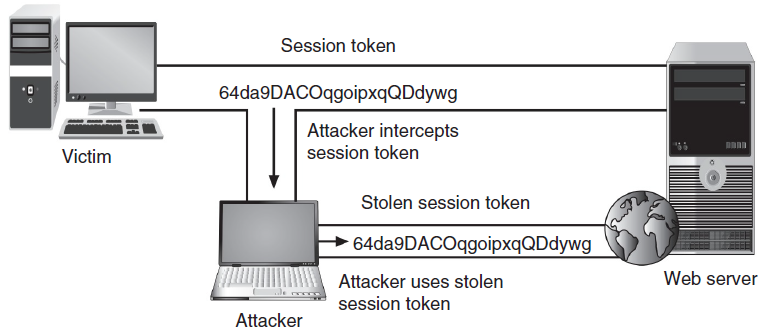 Session token
64da9DACOqgoipxqQDdywg
Victim
Attacker intercepts
session token
Stolen session token
64da9DACOqgoipxqQDdywg
Web server
Attacker uses stolen
session token
Attacker